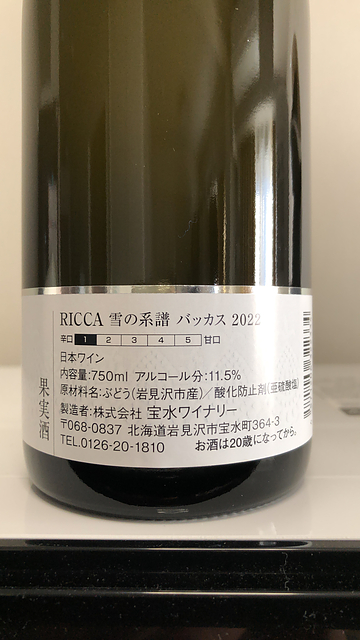 RICCA 雪の系譜 バッカス 2022
辛口 1 2 3 4 5 甘口
日本ワイン
内容量:750ml アルコール分:11.5%
原材料名:ぶどう(岩見沢市産)/酸化防止剤(亜硫酸塩)
製造者:株式会社 宝水ワイナリー
〒068-0837 北海道岩見沢市宝水町364-3
TEL.0126-20-1810 お酒は20歳になってから。
果実酒